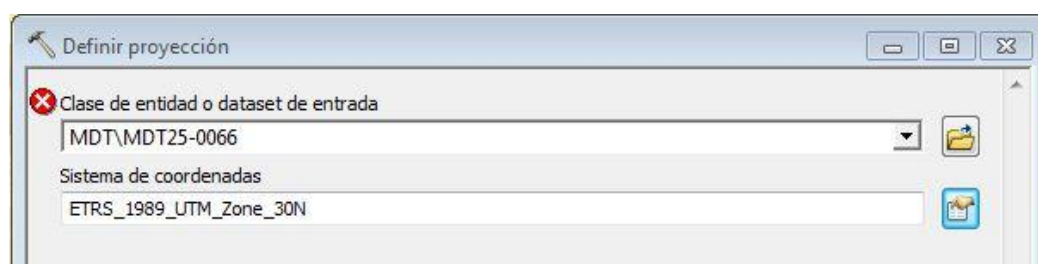 Definir proyección
Clase de entidad o dataset de entrada
MDT\MDT25-0066
Sistema de coordenadas
ETRS_1989_UTM_Zone_30N